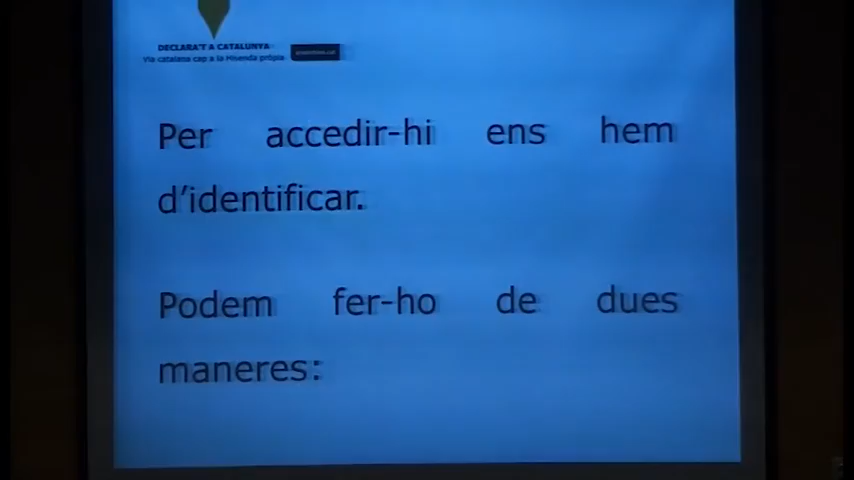 DECLARA'T A CATALUNYA
Via catalana cap a la Hisenda pròpia
Per accedir-hi ens hem
d'identificar.
Podem fer-ho de dues
maneres: